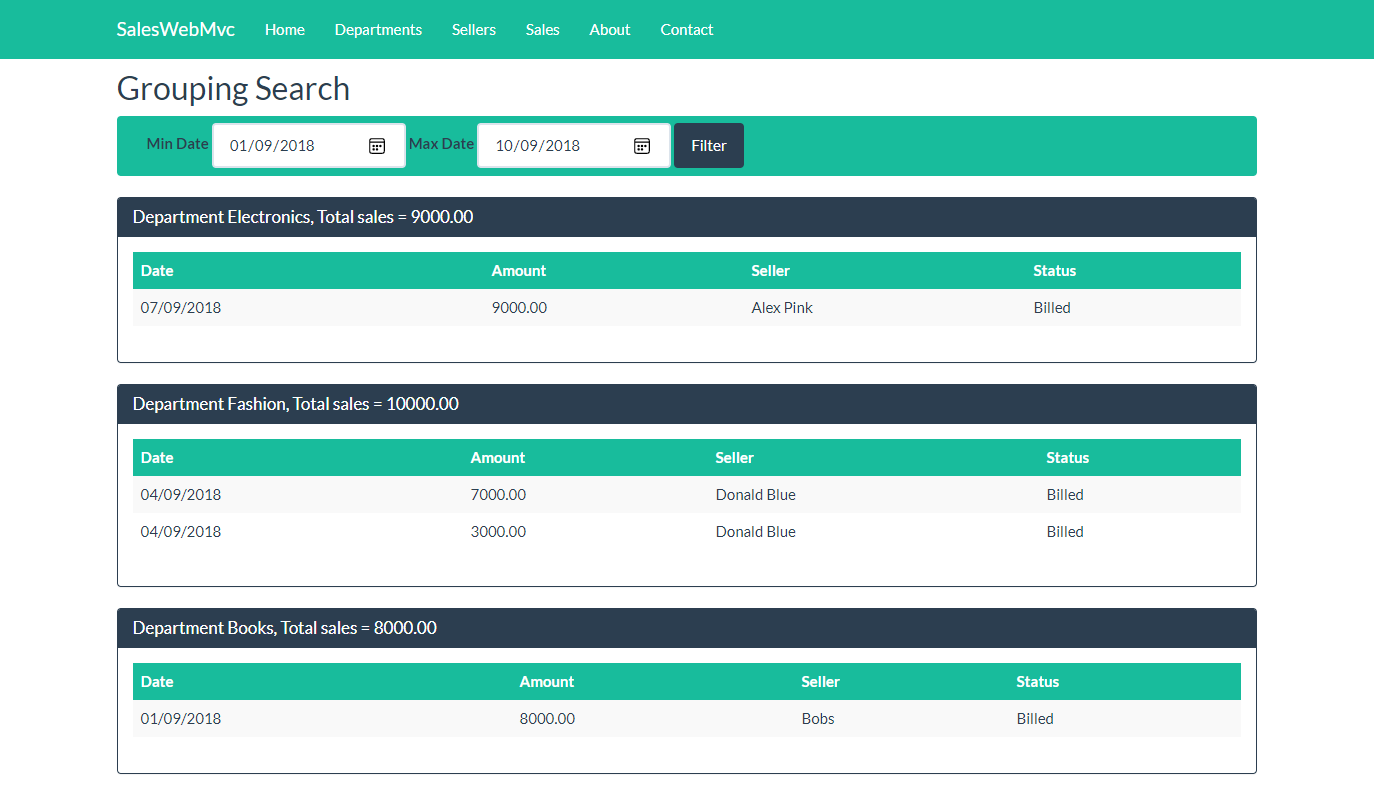 SalesWebMvc Home Departments Sellers Sales About Contact
Grouping Search
Min Date 01/09/2018 Max Date 10/09/2018 Filter
Department Electronics, Total sales = 9000.00
Date Amount Seller Status
07/09/2018 9000.00 Alex Pink Billed
Department Fashion, Total sales = 10000.00
Date Amount Seller Status
04/09/2018 7000.00 Donald Blue Billed
04/09/2018 3000.00 Donald Blue Billed
Department Books, Total sales = 8000.00
Date Amount Seller Status
01/09/2018 8000.00 Bobs Billed